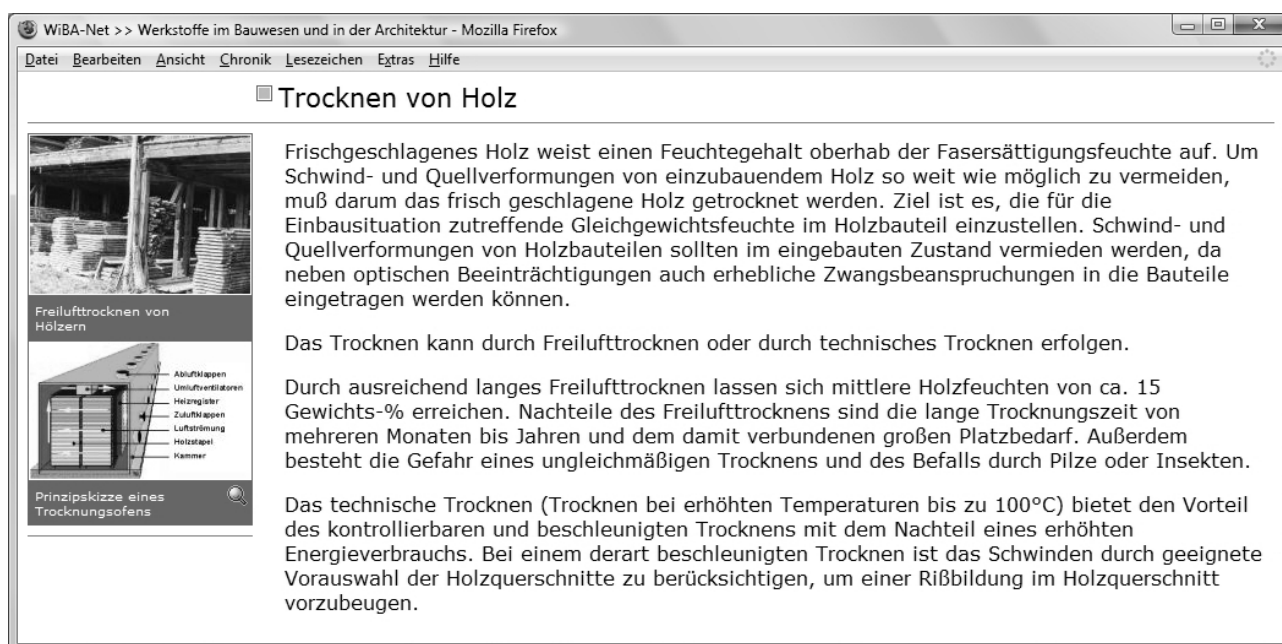 WiBA-Net >> Werkstoffe im Bauwesen und in der Architektur - Mozilla Firefox
Datei Bearbeiten Ansicht Chronik Lesezeichen Extras Hilfe
Trocknen von Holz
Freilufttrocknen von
Hölzern
Abluftklappen
Umluftventilatoren
Heizregister
Zuluftklappen
Luftströmung
Holzstapel
Kammer
Prinzipskizze eines
Trocknungsofens
Frischgeschlagenes Holz weist einen Feuchtegehalt oberhab der Fasersättigungsfeuchte auf. Um
Schwind- und Quellverformungen von einzubauendem Holz so weit wie möglich zu vermeiden,
muß darum das frisch geschlagene Holz getrocknet werden. Ziel ist es, die für die
Einbausituation zutreffende Gleichgewichtsfeuchte im Holzbauteil einzustellen. Schwind- und
Quellverformungen von Holzbauteilen sollten im eingebauten Zustand vermieden werden, da
neben optischen Beeinträchtigungen auch erhebliche Zwangsbeanspruchungen in die Bauteile
eingetragen werden können.
Das Trocknen kann durch Freilufttrocknen oder durch technisches Trocknen erfolgen.
Durch ausreichend langes Freilufttrocknen lassen sich mittlere Holzfeuchten von ca. 15
Gewichts-% erreichen. Nachteile des Freilufttrocknens sind die lange Trocknungszeit von
mehreren Monaten bis Jahren und dem damit verbundenen großen Platzbedarf. Außerdem
besteht die Gefahr eines ungleichmäßigen Trocknens und des Befalls durch Pilze oder Insekten.
Das technische Trocknen (Trocknen bei erhöhten Temperaturen bis zu 100°C) bietet den Vorteil
des kontrollierbaren und beschleunigten Trocknens mit dem Nachteil eines erhöhten
Energieverbrauchs. Bei einem derart beschleunigten Trocknen ist das Schwinden durch geeignete
Vorauswahl der Holzquerschnitte zu berücksichtigen, um einer Rißbildung im Holzquerschnitt
vorzubeugen.